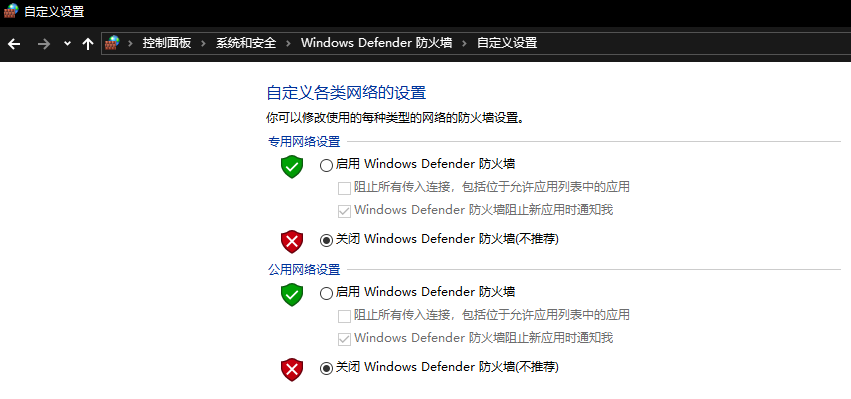 自定义设置
控制面板 › 系统和安全 › Windows Defender 防火墙 › 自定义设置
自定义各类网络的设置
你可以修改使用的每种类型的网络的防火墙设置。
专用网络设置
启用 Windows Defender 防火墙
阻止所有传入连接，包括位于允许应用列表中的应用
Windows Defender 防火墙阻止新应用时通知我
关闭 Windows Defender 防火墙(不推荐)
公用网络设置
启用 Windows Defender 防火墙
阻止所有传入连接，包括位于允许应用列表中的应用
Windows Defender 防火墙阻止新应用时通知我
关闭 Windows Defender 防火墙(不推荐)